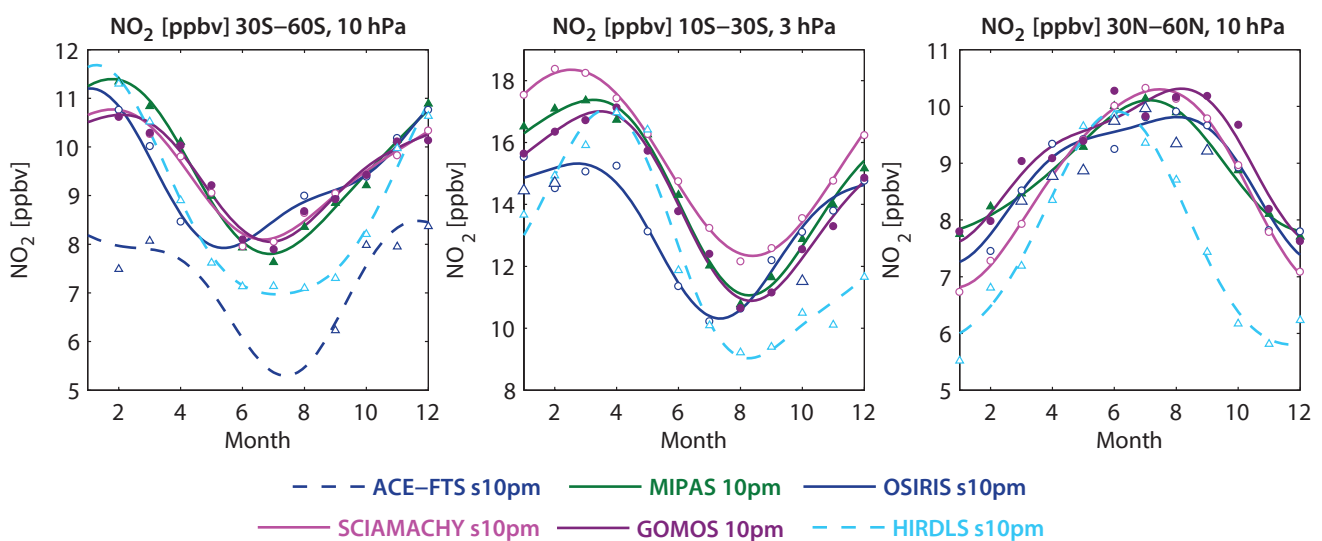 NO2 [ppbv] 30S−60S, 10 hPa
NO2 [ppbv] 10S−30S, 3 hPa
NO2 [ppbv] 30N−60N, 10 hPa
NO2 [ppbv]
12
11
10
9
8
7
6
5
2 4 6 8 10 12
Month
NO2 [ppbv]
18
16
14
12
10
8
2 4 6 8 10 12
Month
NO2 [ppbv]
11
10
9
8
7
6
5
2 4 6 8 10 12
Month
ACE−FTS s10pm
MIPAS 10pm
OSIRIS s10pm
SCIAMACHY s10pm
GOMOS 10pm
HIRDLS s10pm